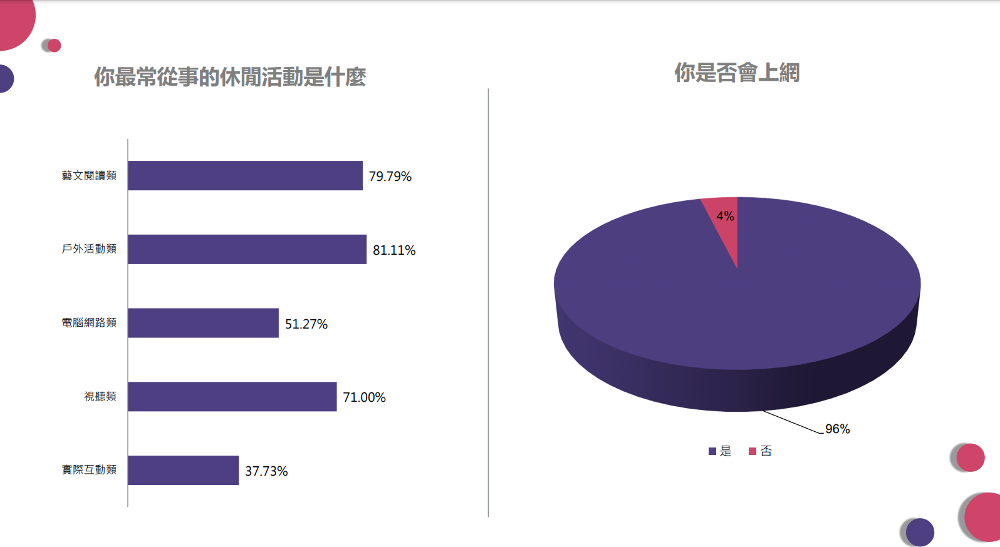 你最常從事的休閒活動是什麼
藝文閱讀類 79.79%
戶外活動類 81.11%
電腦網路類 51.27%
視聽類 71.00%
實際互動類 37.73%
你是否會上網
4%
96%
是 否